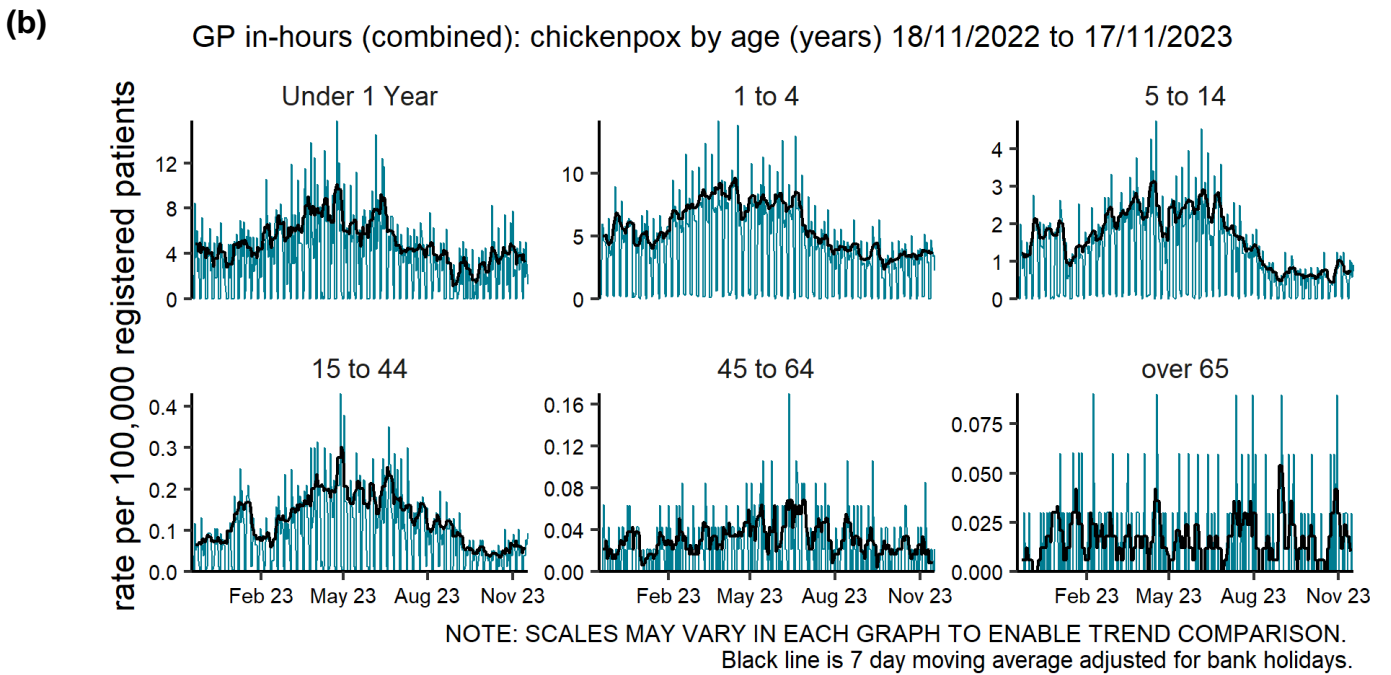 (b)
GP in-hours (combined): chickenpox by age (years) 18/11/2022 to 17/11/2023
rate per 100,000 registered patients
Under 1 Year
12
8
4
0
1 to 4
10
5
0
5 to 14
4
3
2
1
0
15 to 44
0.4
0.3
0.2
0.1
0.0
Feb 23 May 23 Aug 23 Nov 23
45 to 64
0.16
0.12
0.08
0.04
0.00
Feb 23 May 23 Aug 23 Nov 23
over 65
0.075
0.050
0.025
0.000
Feb 23 May 23 Aug 23 Nov 23
NOTE: SCALES MAY VARY IN EACH GRAPH TO ENABLE TREND COMPARISON.
Black line is 7 day moving average adjusted for bank holidays.